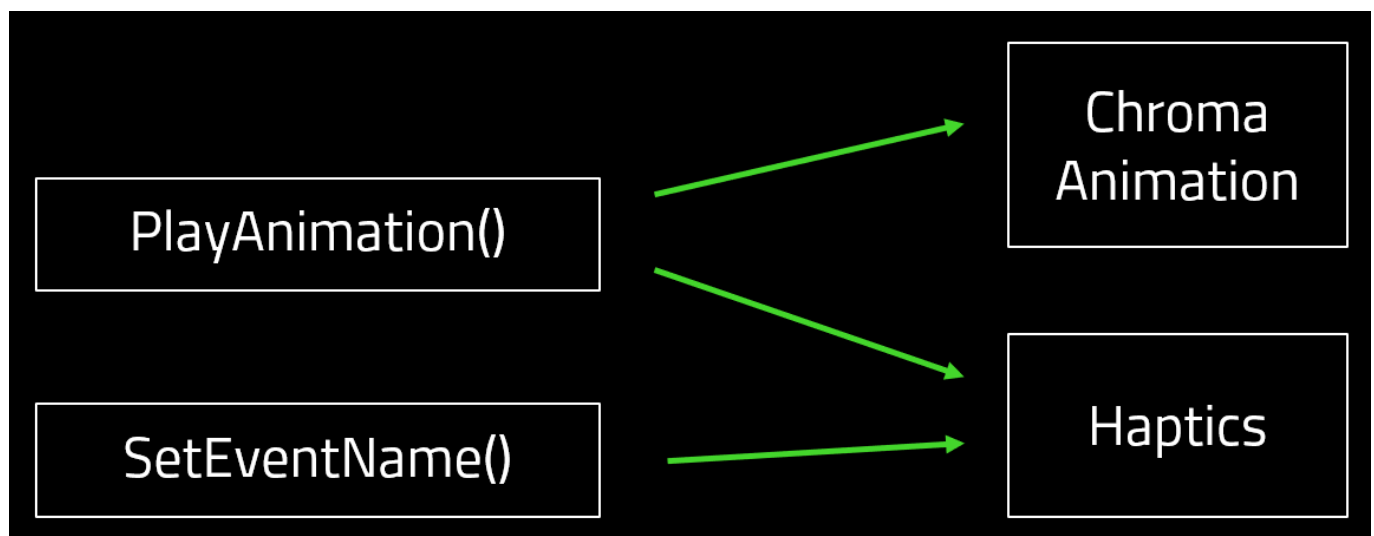 PlayAnimation()
SetEventName()
Chroma
Animation
Haptics